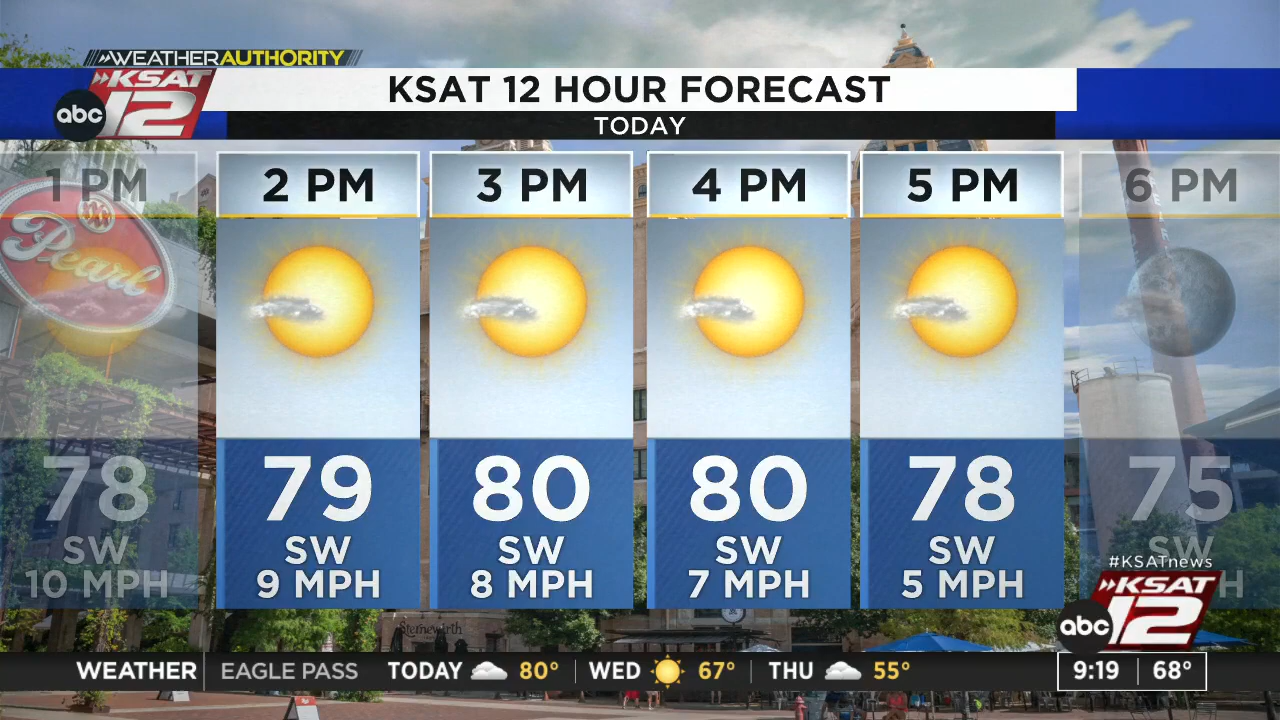 WEATHERAUTHORITY
KSAT
abc 12
KSAT 12 HOUR FORECAST
TODAY
1 PM
2 PM
3 PM
4 PM
5 PM
6 PM
Pearl
78
79
80
80
78
75
SW
SW
SW
SW
SW
SW
10 MPH
9 MPH
8 MPH
7 MPH
5 MPH
H
#KSATnews
KSAT
abc 12
Sternewirth
WEATHER EAGLE PASS TODAY 80° WED 67° THU 55° 9:19 68°